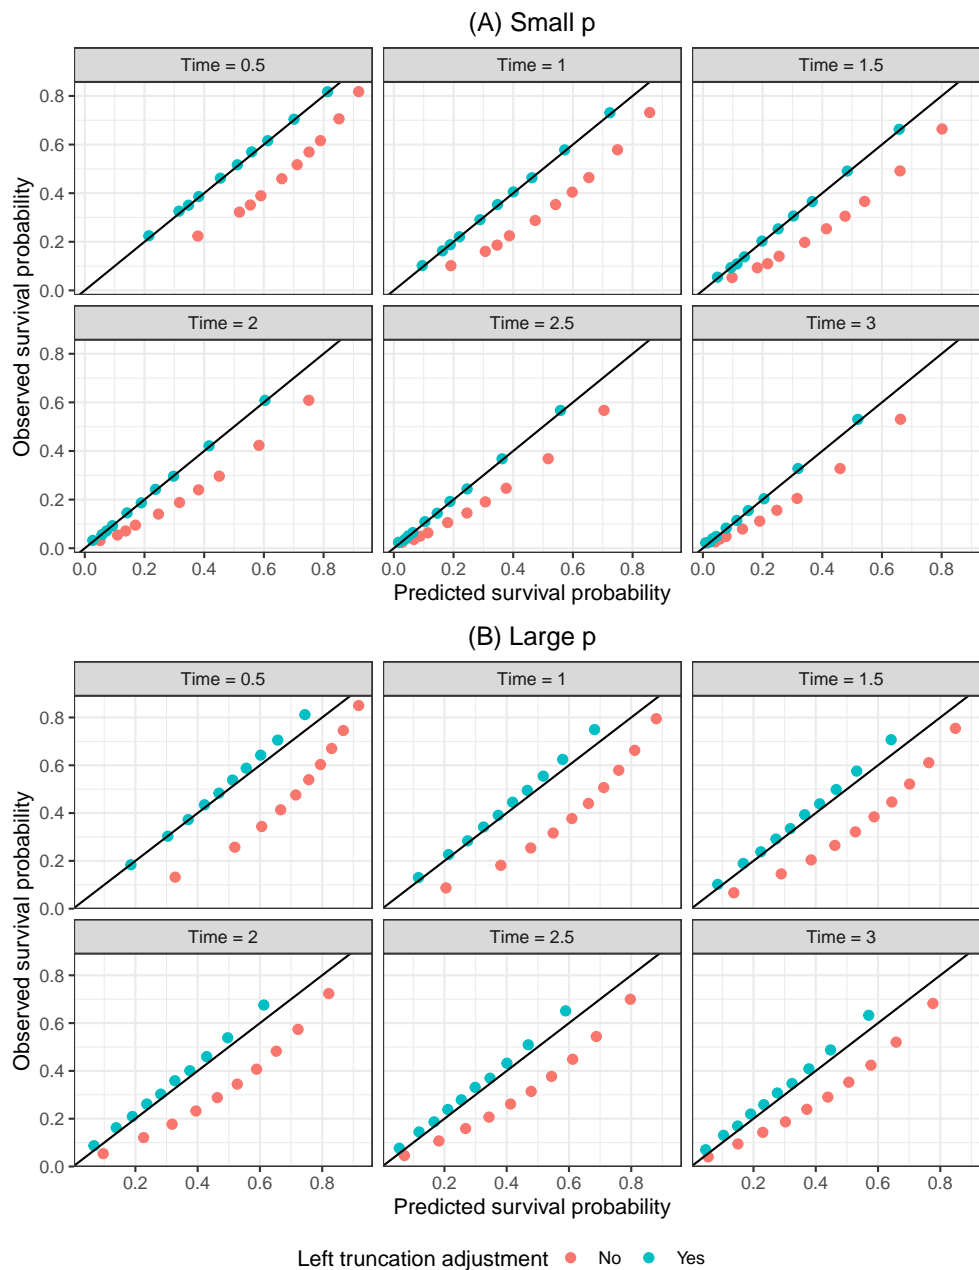 (A) Small p
Time = 0.5 Time = 1 Time = 1.5
0.8
0.6
0.4
0.2
0.0
Time = 2 Time = 2.5 Time = 3
0.8
0.6
0.4
0.2
0.0
0.0 0.2 0.4 0.6 0.8 0.0 0.2 0.4 0.6 0.8 0.0 0.2 0.4 0.6 0.8
Observed survival probability
Predicted survival probability
(B) Large p
Time = 0.5 Time = 1 Time = 1.5
0.8
0.6
0.4
0.2
0.0
Time = 2 Time = 2.5 Time = 3
0.8
0.6
0.4
0.2
0.0
0.2 0.4 0.6 0.8 0.2 0.4 0.6 0.8 0.2 0.4 0.6 0.8
Observed survival probability
Predicted survival probability
Left truncation adjustment No Yes